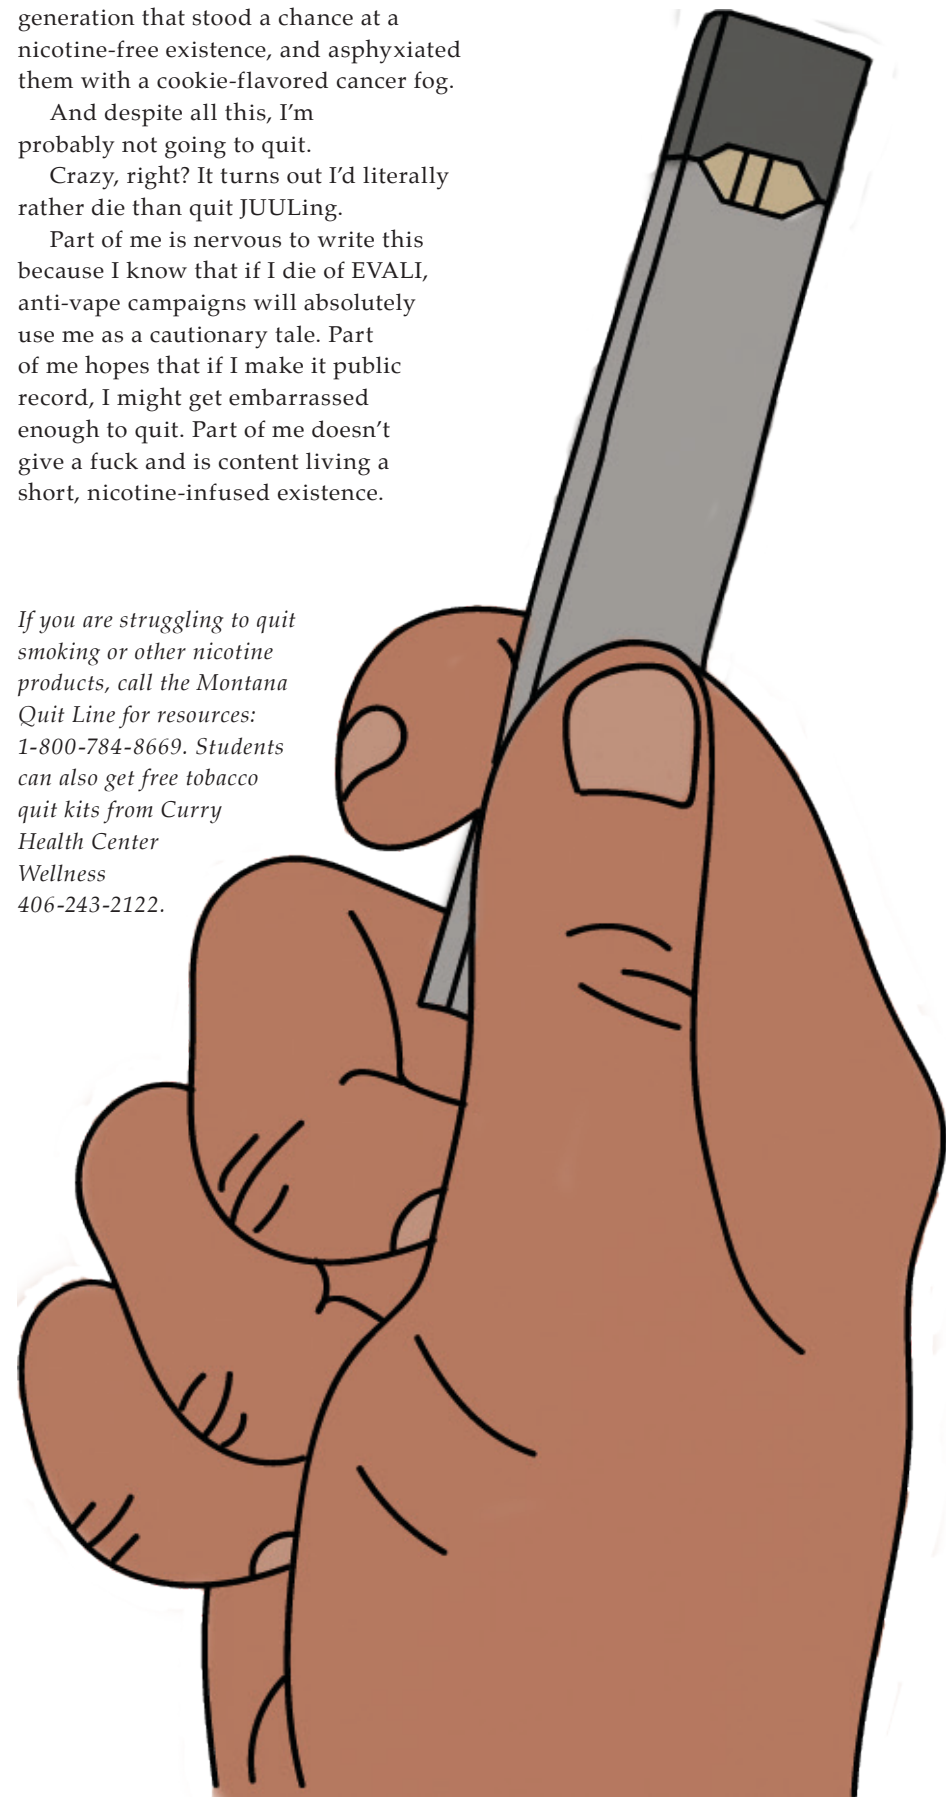 generation that stood a chance at a
nicotine-free existence, and asphyxiated
them with a cookie-flavored cancer fog.
And despite all this, I’m
probably not going to quit.
Crazy, right? It turns out I’d literally
rather die than quit JUULing.
Part of me is nervous to write this
because I know that if I die of EVALI,
anti-vape campaigns will absolutely
use me as a cautionary tale. Part
of me hopes that if I make it public
record, I might get embarrassed
enough to quit. Part of me doesn’t
give a fuck and is content living a
short, nicotine-infused existence.
If you are struggling to quit
smoking or other nicotine
products, call the Montana
Quit Line for resources:
1-800-784-8669. Students
can also get free tobacco
quit kits from Curry
Health Center
Wellness
406-243-2122.